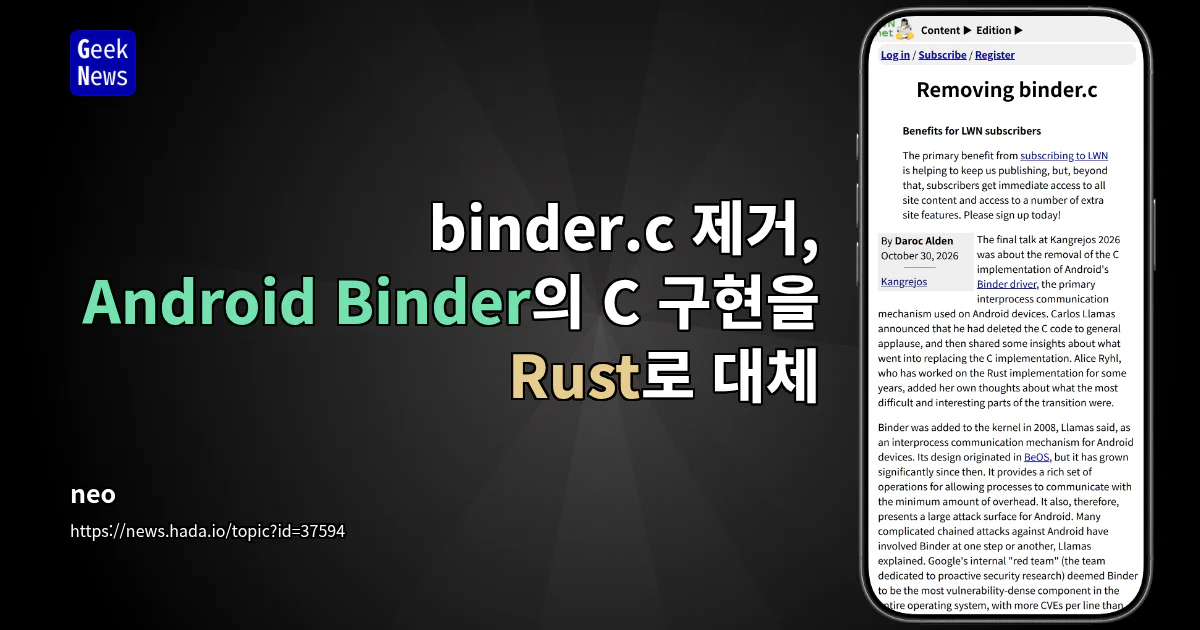 Geek
News
binder.c 제거,
Android Binder의 C 구현을
Rust로 대체
neo
https://news.hada.io/topic?id=37594
net
Content ▶ Edition ▶
Log in / Subscribe / Register
Removing binder.c
Benefits for LWN subscribers
The primary benefit from subscribing to LWN
is helping to keep us publishing, but, beyond
that, subscribers get immediate access to all
site content and access to a number of extra
site features. Please sign up today!
By Daroc Alden
October 30, 2026
Kangrejos
The final talk at Kangrejos 2026
was about the removal of the C
implementation of Android's
Binder driver, the primary
interprocess communication
mechanism used on Android devices. Carlos Llamas
announced that he had deleted the C code to general
applause, and then shared some insights about what
went into replacing the C implementation. Alice Ryhl,
who has worked on the Rust implementation for some
years, added her own thoughts about what the most
difficult and interesting parts of the transition were.
Binder was added to the kernel in 2008, Llamas said, as
an interprocess communication mechanism for Android
devices. Its design originated in BeOS, but it has grown
significantly since then. It provides a rich set of
operations for allowing processes to communicate with
the minimum amount of overhead. It also, therefore,
presents a large attack surface for Android. Many
complicated chained attacks against Android have
involved Binder at one step or another, Llamas
explained. Google's internal "red team" (the team
dedicated to proactive security research) deemed Binder
to be the most vulnerability-dense component in the
entire operating system, with more CVEs per line than